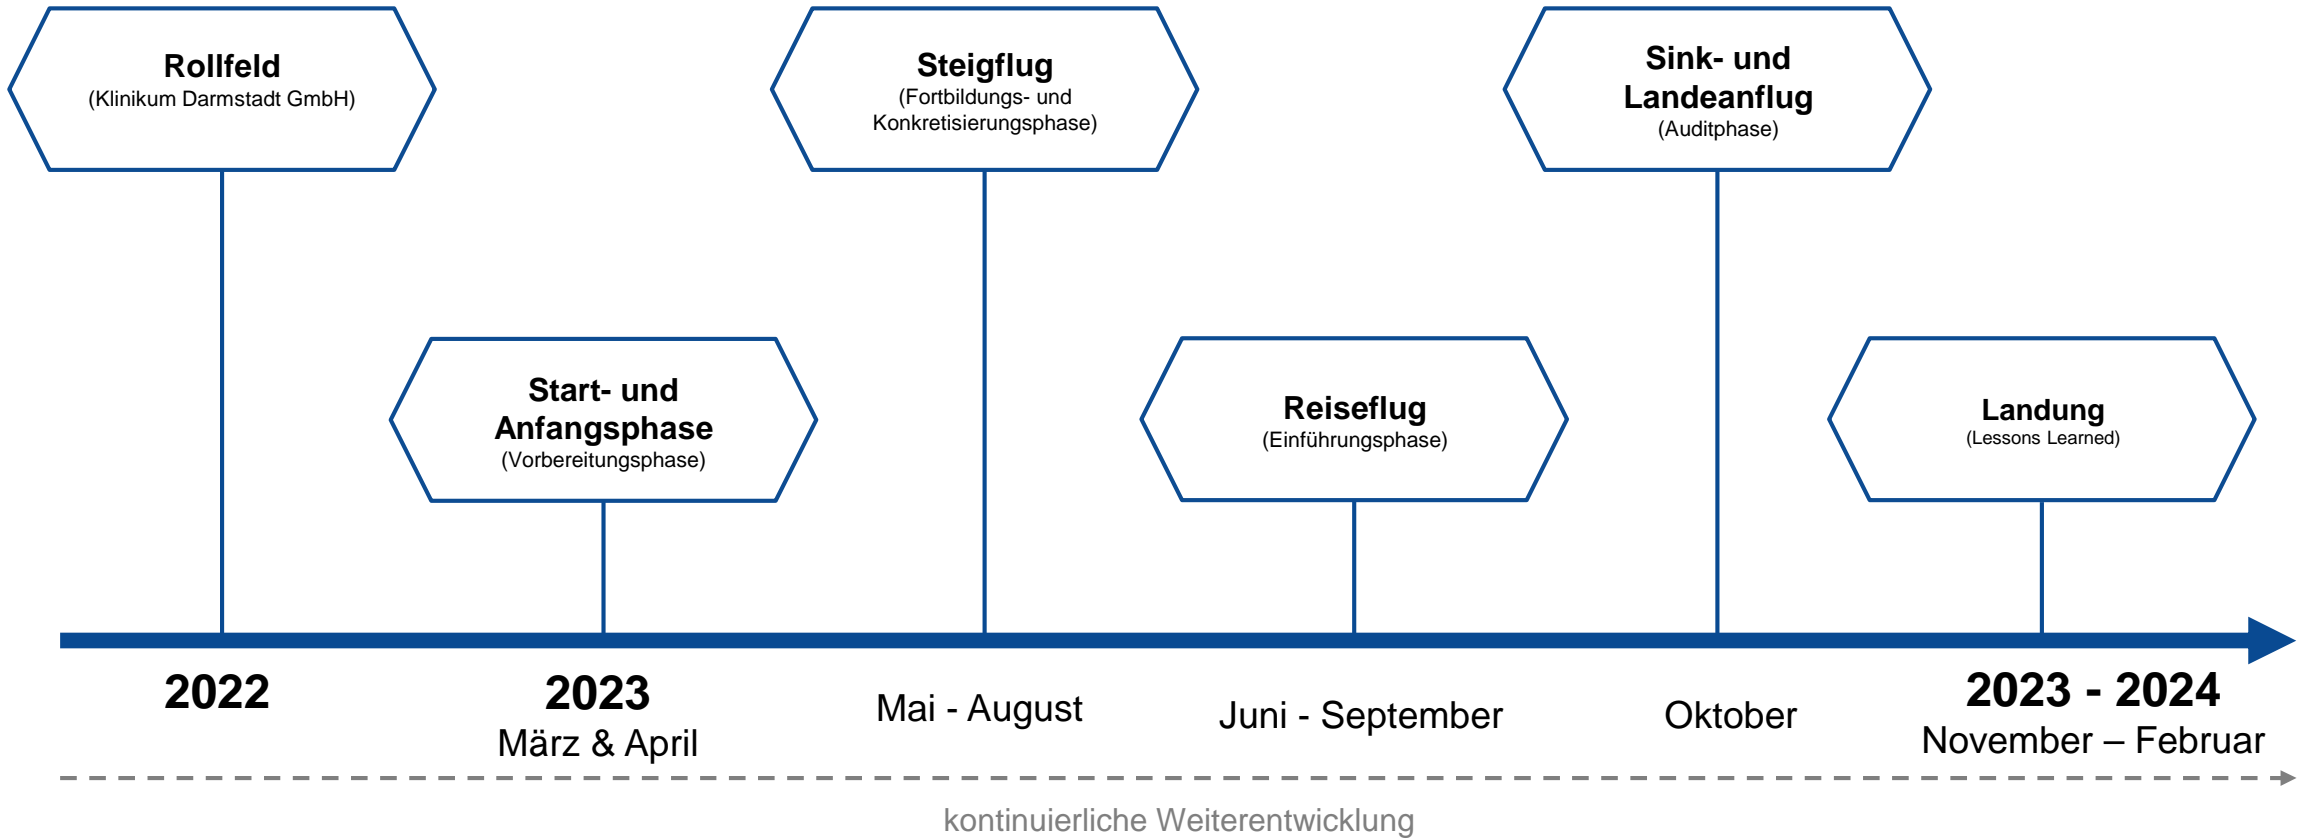 Rollfeld
(Klinikum Darmstadt GmbH)
Steigflug
(Fortbildungs- und
Konkretisierungsphase)
Sink- und
Landeanflug
(Auditphase)
Start- und
Anfangsphase
(Vorbereitungsphase)
Reiseflug
(Einführungsphase)
Landung
(Lessons Learned)
2022
2023
März & April
Mai - August
Juni - September
Oktober
2023 - 2024
November – Februar
kontinuierliche Weiterentwicklung